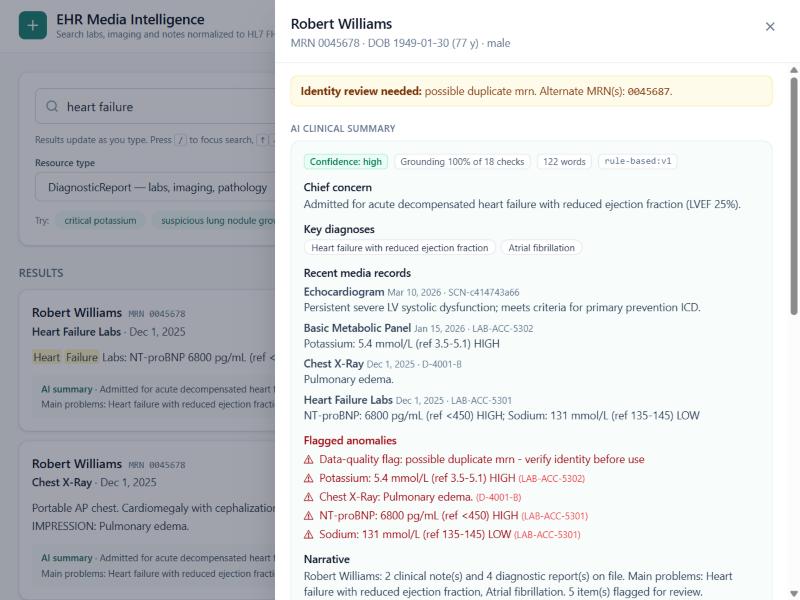 EHR Media Intelligence
Search labs, imaging and notes normalized to HL7
heart failure
Results update as you type. Press / to focus search, ↑
Resource type
DiagnosticReport — labs, imaging, pathology
Try: critical potassium suspicious lung nodule
RESULTS
Robert Williams MRN 0045678
Heart Failure Labs · Dec 1, 2025
Heart Failure Labs: NT-proBNP 6800 pg/mL (ref <
AI summary · Admitted for acute decompensated heart
Main problems: Heart failure with reduced ejection
Robert Williams MRN 0045678
Chest X-Ray · Dec 1, 2025
Portable AP chest. Cardiomegaly with
IMPRESSION: Pulmonary edema.
AI summary · Admitted for acute decompensated heart
Main problems: Heart failure with reduced ejection
Robert Williams
MRN 0045678 · DOB 1949-01-30 (77 y) · male
×
Identity review needed: possible duplicate mrn. Alternate MRN(s): 0045687.
AI CLINICAL SUMMARY
Confidence: high Grounding 100% of 18 checks 122 words rule-based:v1
Chief concern
Admitted for acute decompensated heart failure with reduced ejection fraction (LVEF 25%).
Key diagnoses
Heart failure with reduced ejection fraction Atrial fibrillation
Recent media records
Echocardiogram Mar 10, 2026 · SCN-c414743a66
Persistent severe LV systolic dysfunction; meets criteria for primary prevention ICD.
Basic Metabolic Panel Jan 15, 2026 · LAB-ACC-5302
Potassium: 5.4 mmol/L (ref 3.5-5.1) HIGH
Chest X-Ray Dec 1, 2025 · D-4001-B
Pulmonary edema.
Heart Failure Labs Dec 1, 2025 · LAB-ACC-5301
NT-proBNP: 6800 pg/mL (ref <450) HIGH; Sodium: 131 mmol/L (ref 135-145) LOW
Flagged anomalies
⚠ Data-quality flag: possible duplicate mrn - verify identity before use
⚠ Potassium: 5.4 mmol/L (ref 3.5-5.1) HIGH (LAB-ACC-5302)
⚠ Chest X-Ray: Pulmonary edema. (D-4001-B)
⚠ NT-proBNP: 6800 pg/mL (ref <450) HIGH (LAB-ACC-5301)
⚠ Sodium: 131 mmol/L (ref 135-145) LOW (LAB-ACC-5301)
Narrative
Robert Williams: 2 clinical note(s) and 4 diagnostic report(s) on file. Main problems: Heart
failure with reduced ejection fraction, Atrial fibrillation. 5 item(s) flagged for review.